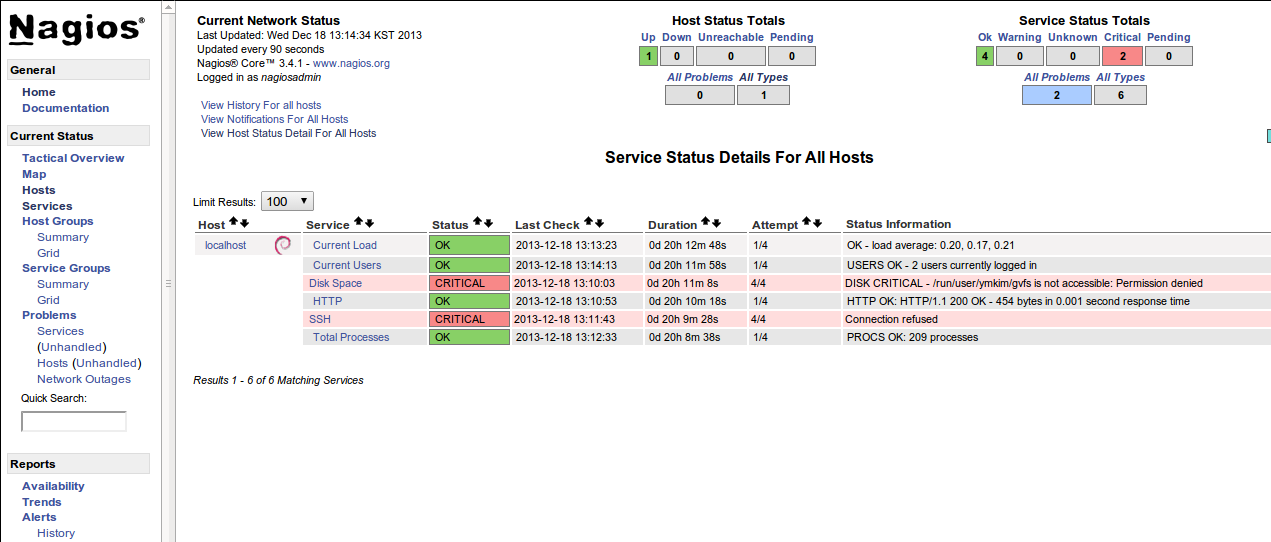 Nagios®
General
Home
Documentation
Current Status
Tactical Overview
Map
Hosts
Services
Host Groups
Summary
Grid
Service Groups
Summary
Grid
Problems
Services
(Unhandled)
Hosts (Unhandled)
Network Outages
Quick Search:
Reports
Availability
Trends
Alerts
History
Current Network Status
Last Updated: Wed Dec 18 13:14:34 KST 2013
Updated every 90 seconds
Nagios® Core™ 3.4.1 - www.nagios.org
Logged in as nagiosadmin
View History For all hosts
View Notifications For All Hosts
View Host Status Detail For All Hosts
Host Status Totals
Up Down Unreachable Pending
1 0 0 0
All Problems All Types
0 1
Service Status Totals
Ok Warning Unknown Critical Pending
4 0 0 2 0
All Problems All Types
2 6
Service Status Details For All Hosts
Limit Results: 100
Host Service Status Last Check Duration Attempt Status Information
localhost Current Load OK 2013-12-18 13:13:23 0d 20h 12m 48s 1/4 OK - load average: 0.20, 0.17, 0.21
Current Users OK 2013-12-18 13:14:13 0d 20h 11m 58s 1/4 USERS OK - 2 users currently logged in
Disk Space CRITICAL 2013-12-18 13:10:03 0d 20h 11m 8s 4/4 DISK CRITICAL - /run/user/ymkim/gvfs is not accessible: Permission denied
HTTP OK 2013-12-18 13:10:53 0d 20h 10m 18s 1/4 HTTP OK: HTTP/1.1 200 OK - 454 bytes in 0.001 second response time
SSH CRITICAL 2013-12-18 13:11:43 0d 20h 9m 28s 4/4 Connection refused
Total Processes OK 2013-12-18 13:12:33 0d 20h 8m 38s 1/4 PROCS OK: 209 processes
Results 1 - 6 of 6 Matching Services